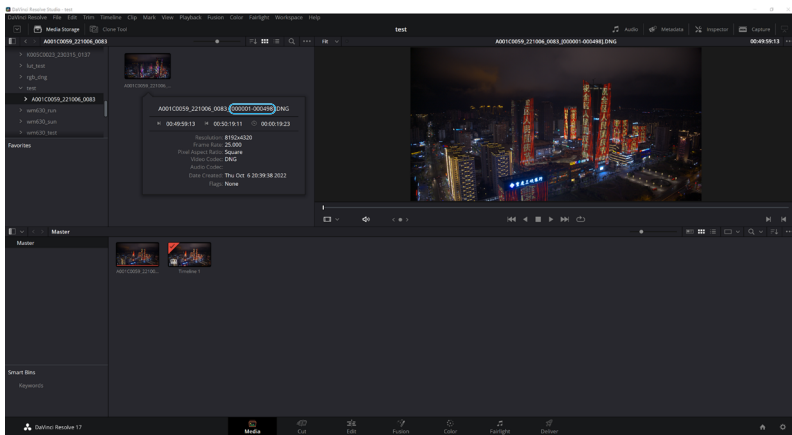 DaVinci Resolve Studio - test
DaVinci Resolve File Edit Trim Timeline Clip Mark View Playback Fusion Color Fairlight Workspace Help
Media Storage Clone Tool test Audio Metadata Inspector Capture
A001C0059_221006_0083 Fit A001C0059_221006_0083_[000001-000498].DNG 00:49:59:13
K005C0023_230315_0137
lut_test
rgb_dng
test
A001C0059_221006_0083
wm630_run
wm630_sun
wm630_test
A001C0059_221006_...
A001C0059_221006_0083_[000001-000498].DNG
00:49:59:13 00:50:19:11 00:00:19:23
Resolution: 8192x4320
Frame Rate: 25.000
Pixel Aspect Ratio: Square
Video Codec: DNG
Audio Codec:
Date Created: Thu Oct 6 20:39:38 2022
Flags: None
Favorites
Master
Master
A001C0059_22106... Timeline 1
Smart Bins
Keywords
DaVinci Resolve 17
Media Cut Edit Fusion Color Fairlight Deliver